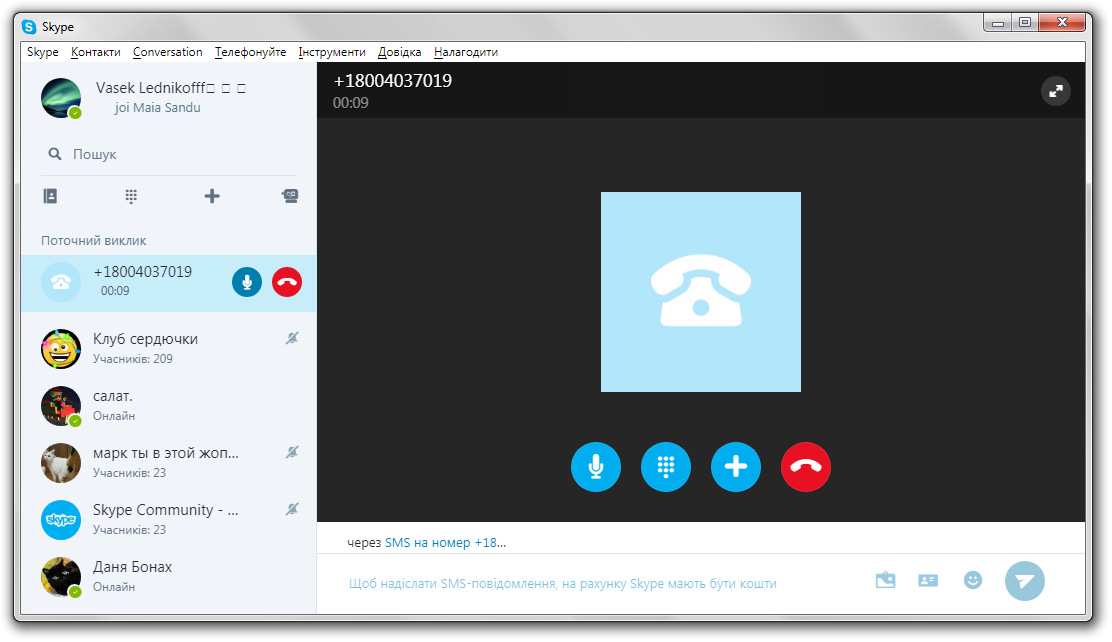 Skype
Skype Контакти Conversation Телефонуйте Інструменти Довідка Налагодити
Vasek Lednikofff
joi Maia Sandu
Пошук
Поточний виклик
+18004037019
00:09
Клуб сердючки
Учасників: 209
салат.
Онлайн
марк ты в этой жоп...
Учасників: 23
Skype Community - ...
Учасників: 23
Даня Бонах
Онлайн
+18004037019
00:09
через SMS на номер +18...
Щоб надіслати SMS-повідомлення, на рахунку Skype мають бути кошти